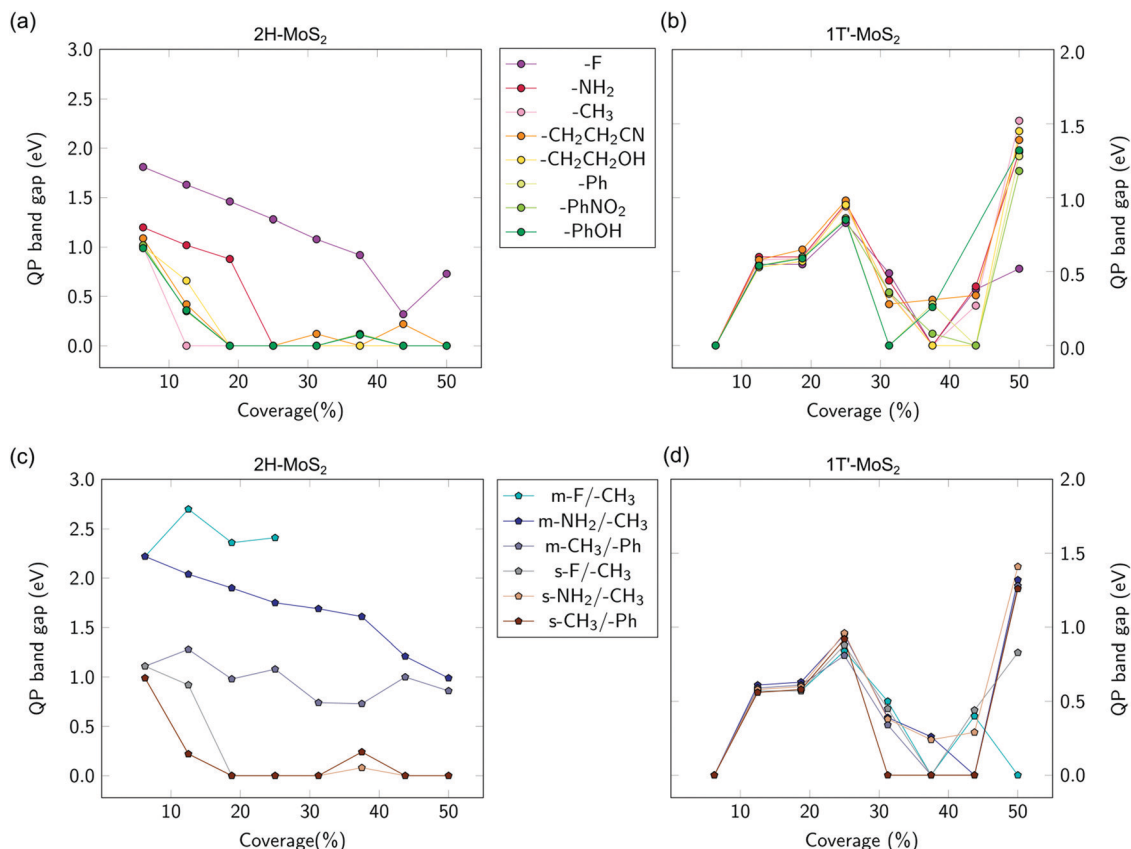 (a)
2H-MoS₂
3.0
2.5
2.0
1.5
1.0
0.5
0.0
QP band gap (eV)
10 20 30 40 50
Coverage(%)
-F
-NH₂
-CH₃
-CH₂CH₂CN
-CH₂CH₂OH
-Ph
-PhNO₂
-PhOH
(b)
1T'-MoS₂
2.0
1.5
1.0
0.5
0.0
QP band gap (eV)
10 20 30 40 50
Coverage (%)
(c)
2H-MoS₂
3.0
2.5
2.0
1.5
1.0
0.5
0.0
QP band gap (eV)
10 20 30 40 50
Coverage(%)
m-F/-CH₃
m-NH₂/-CH₃
m-CH₃/-Ph
s-F/-CH₃
s-NH₂/-CH₃
s-CH₃/-Ph
(d)
1T'-MoS₂
2.0
1.5
1.0
0.5
0.0
QP band gap (eV)
10 20 30 40 50
Coverage (%)